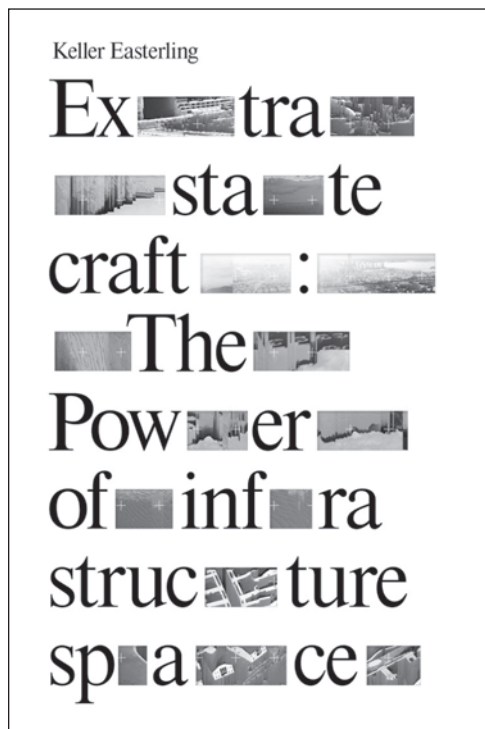 Keller Easterling
Ex tra
sta te
craft :
The
Pow er
of inf ra
struc ture
sp a ce